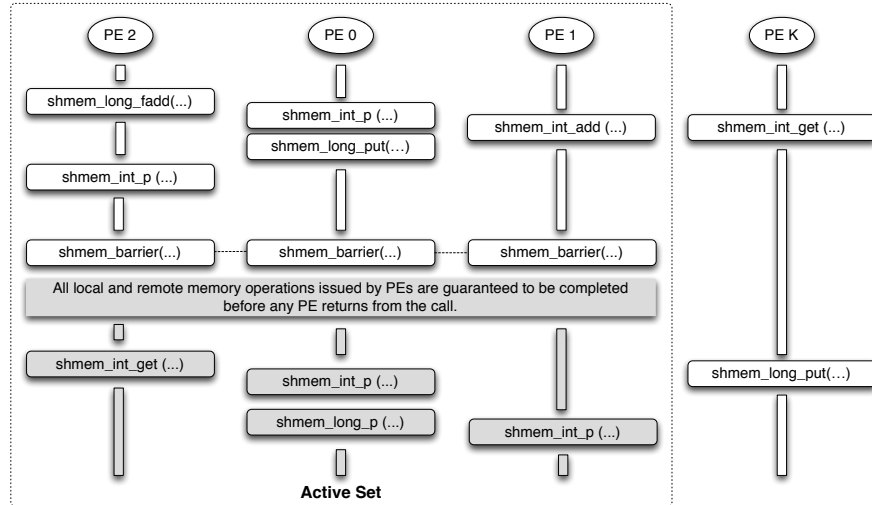 PE 2
PE 0
PE 1
PE K
shmem_long_fadd(...)
shmem_int_p (...)
shmem_int_add (...)
shmem_int_get (...)
shmem_long_put(...)
shmem_int_p (...)
shmem_barrier(...)
shmem_barrier(...)
shmem_barrier(...)
All local and remote memory operations issued by PEs are guaranteed to be completed
before any PE returns from the call.
shmem_int_get (...)
shmem_int_p (...)
shmem_long_put(...)
shmem_long_p (...)
shmem_int_p (...)
Active Set